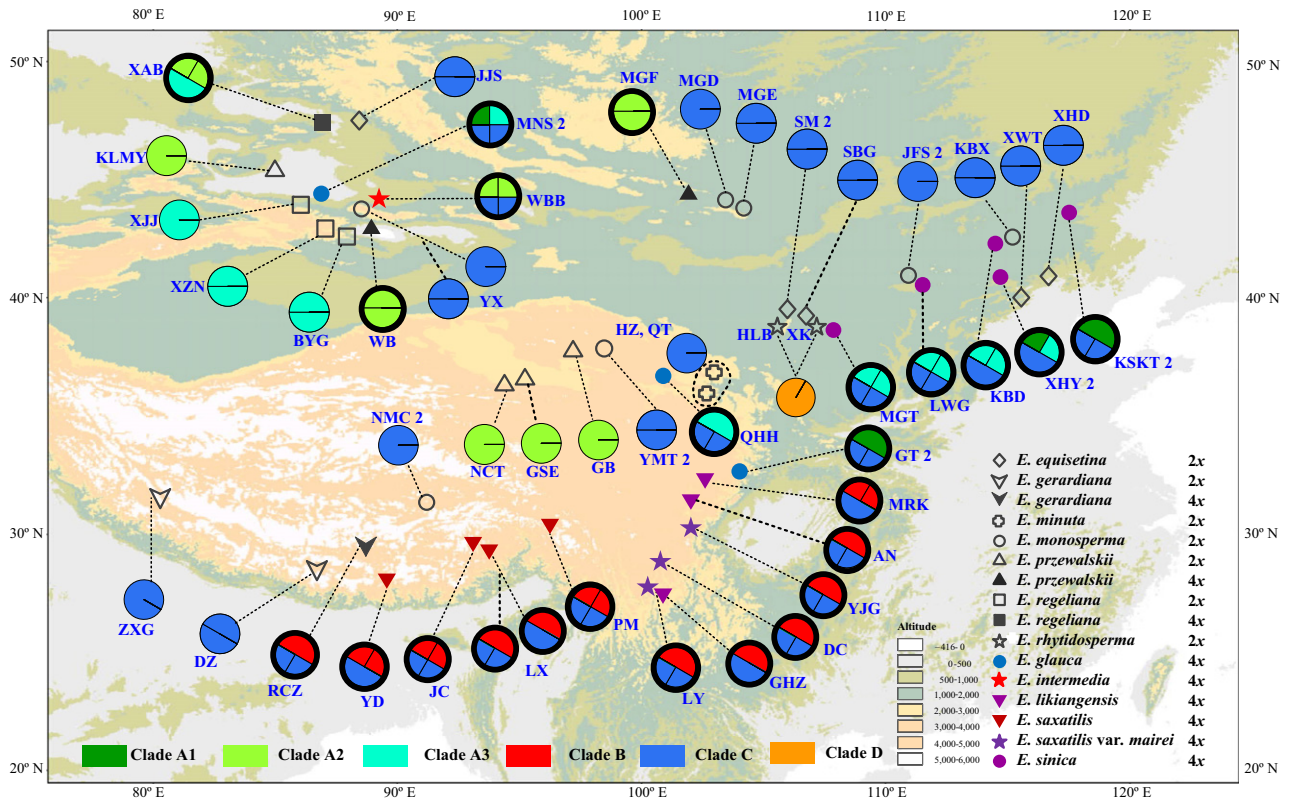 80º E 90º E 100º E 110º E 120º E
50º N 50º N
XAB JJS MGF MGD MGE
MNS 2 SM 2 XHD
XWT
KLMY SBG JFS 2 KBX
WBB
XJJ
XZN YX
40º N 40º N
BYG WB HZ, QT HLB XK
KSKT 2
XHY 2
KBD
LWG
MGT
NMC 2
QHH
NCT GSE GB YMT 2 GT 2
MRK
30º N 30º N
AN
YJG
ZXG PM
DC
DZ LX
RCZ YD JC LY GHZ
E. equisetina 2x
E. gerardiana 2x
E. gerardiana 4x
E. minuta 2x
E. monosperma 2x
E. przewalskii 2x
E. przewalskii 4x
E. regeliana 2x
E. regeliana 4x
E. rhytidosperma 2x
E. glauca 4x
E. intermedia 4x
E. likiangensis 4x
E. saxatilis 4x
E. saxatilis var. mairei 4x
E. sinica 4x
Altitude
−416- 0
0-500
500-1,000
1,000-2,000
2,000-3,000
3,000-4,000
4,000-5,000
5,000-6,000
Clade A1 Clade A2 Clade A3 Clade B Clade C Clade D
20º N 20º N
80º E 90º E 100º E 110º E 120º E